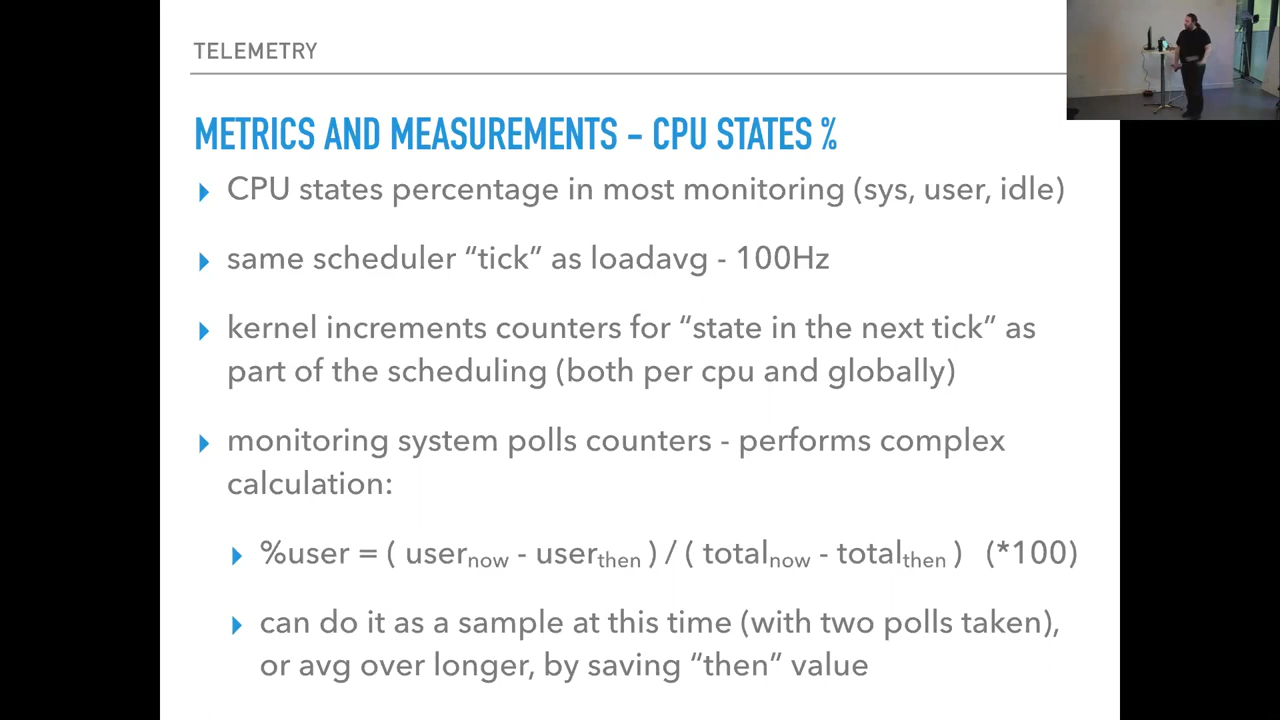 TELEMETRY
METRICS AND MEASUREMENTS – CPU STATES %
CPU states percentage in most monitoring (sys, user, idle)
same scheduler “tick” as loadavg - 100Hz
kernel increments counters for “state in the next tick” as
part of the scheduling (both per cpu and globally)
monitoring system polls counters - performs complex
calculation:
%user = ( usernow - userthen ) / ( totalnow - totalthen ) (*100)
can do it as a sample at this time (with two polls taken),
or avg over longer, by saving “then” value